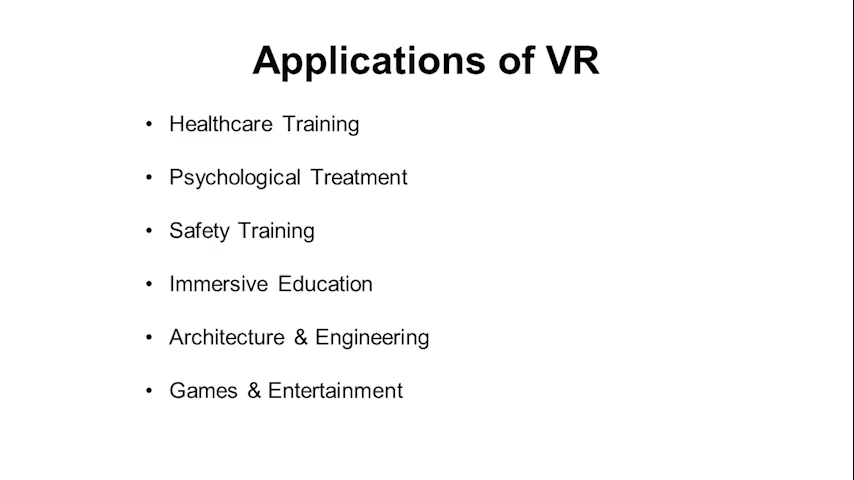 Applications of VR
• Healthcare Training
• Psychological Treatment
• Safety Training
• Immersive Education
• Architecture & Engineering
• Games & Entertainment